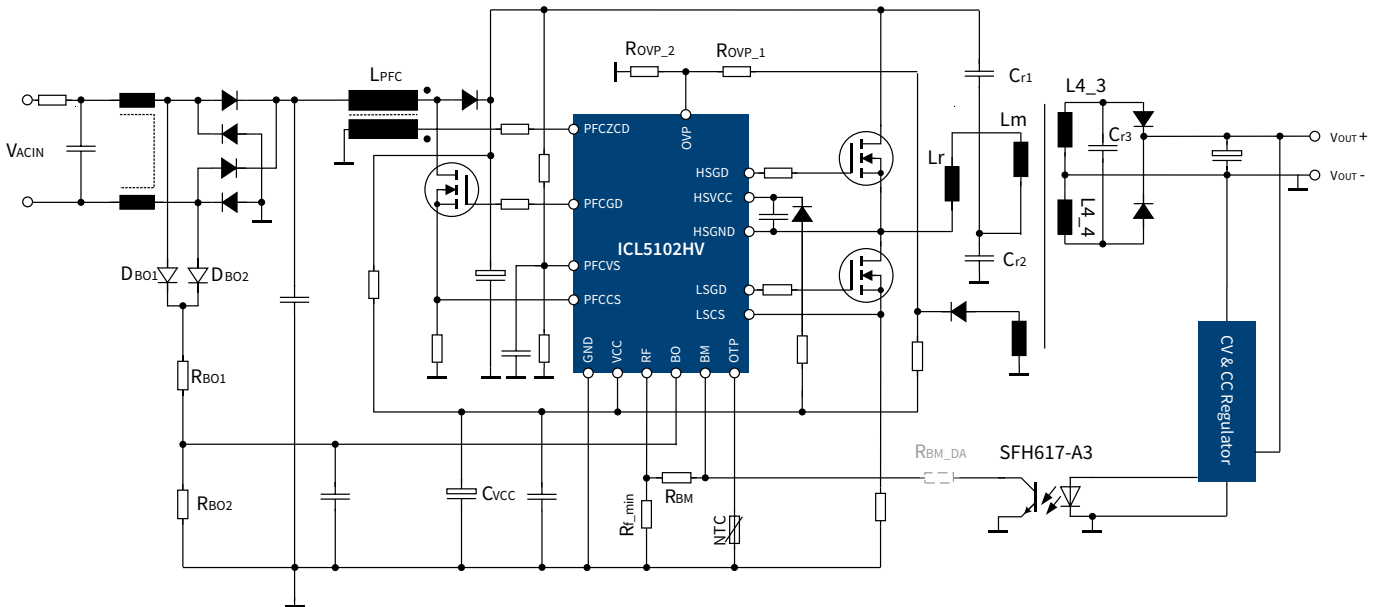 ROVP_2
ROVP_1
LPFC
Cr1
L4_3
VACIN
PFCZCD
OVP
Lr
Lm
Cr3
VOUT +
HSGD
VOUT -
PFCGD
HSVCC
HSGND
L4_4
ICL5102HV
DBO1
DBO2
PFCVS
Cr2
PFCCS
LSGD
LSCS
GND
VCC
RF
BO
BM
OTP
RBO1
CV & CC Regulator
RBM_DA
SFH617-A3
RBO2
CVCC
Rf_min
RBM
NTC